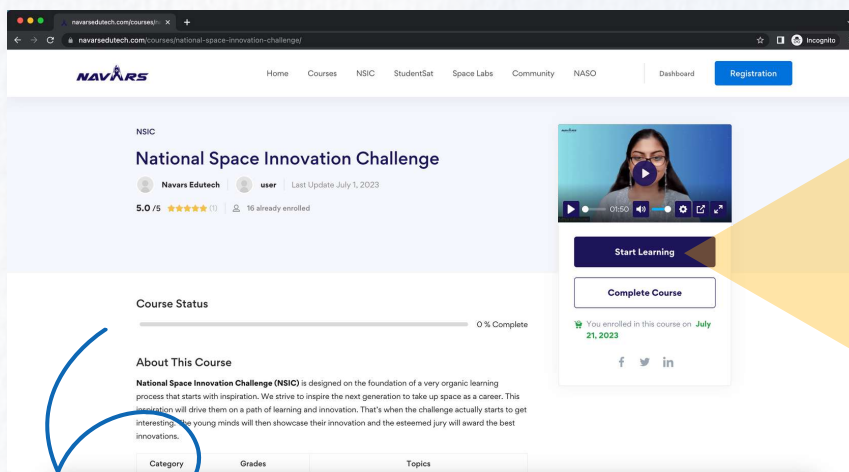 navarsedutech.com/courses/n
navarsedutech.com/courses/national-space-innovation-challenge/
Incognito
NAVARS
Home Courses NSIC StudentSat Space Labs Community NASO Dashboard Registration
NSIC
National Space Innovation Challenge
Navars Edutech user Last Update July 1, 2023
5.0 /5 (1) 16 already enrolled
01:50
Start Learning
Complete Course
You enrolled in this course on July
21, 2023
Course Status
0 % Complete
About This Course
National Space Innovation Challenge (NSIC) is designed on the foundation of a very organic learning
process that starts with inspiration. We strive to inspire the next generation to take up space as a career. This
inspiration will drive them on a path of learning and innovation. That's when the challenge actually starts to get
interesting. The young minds will then showcase their innovation and the esteemed jury will award the best
innovations.
Category Grades Topics